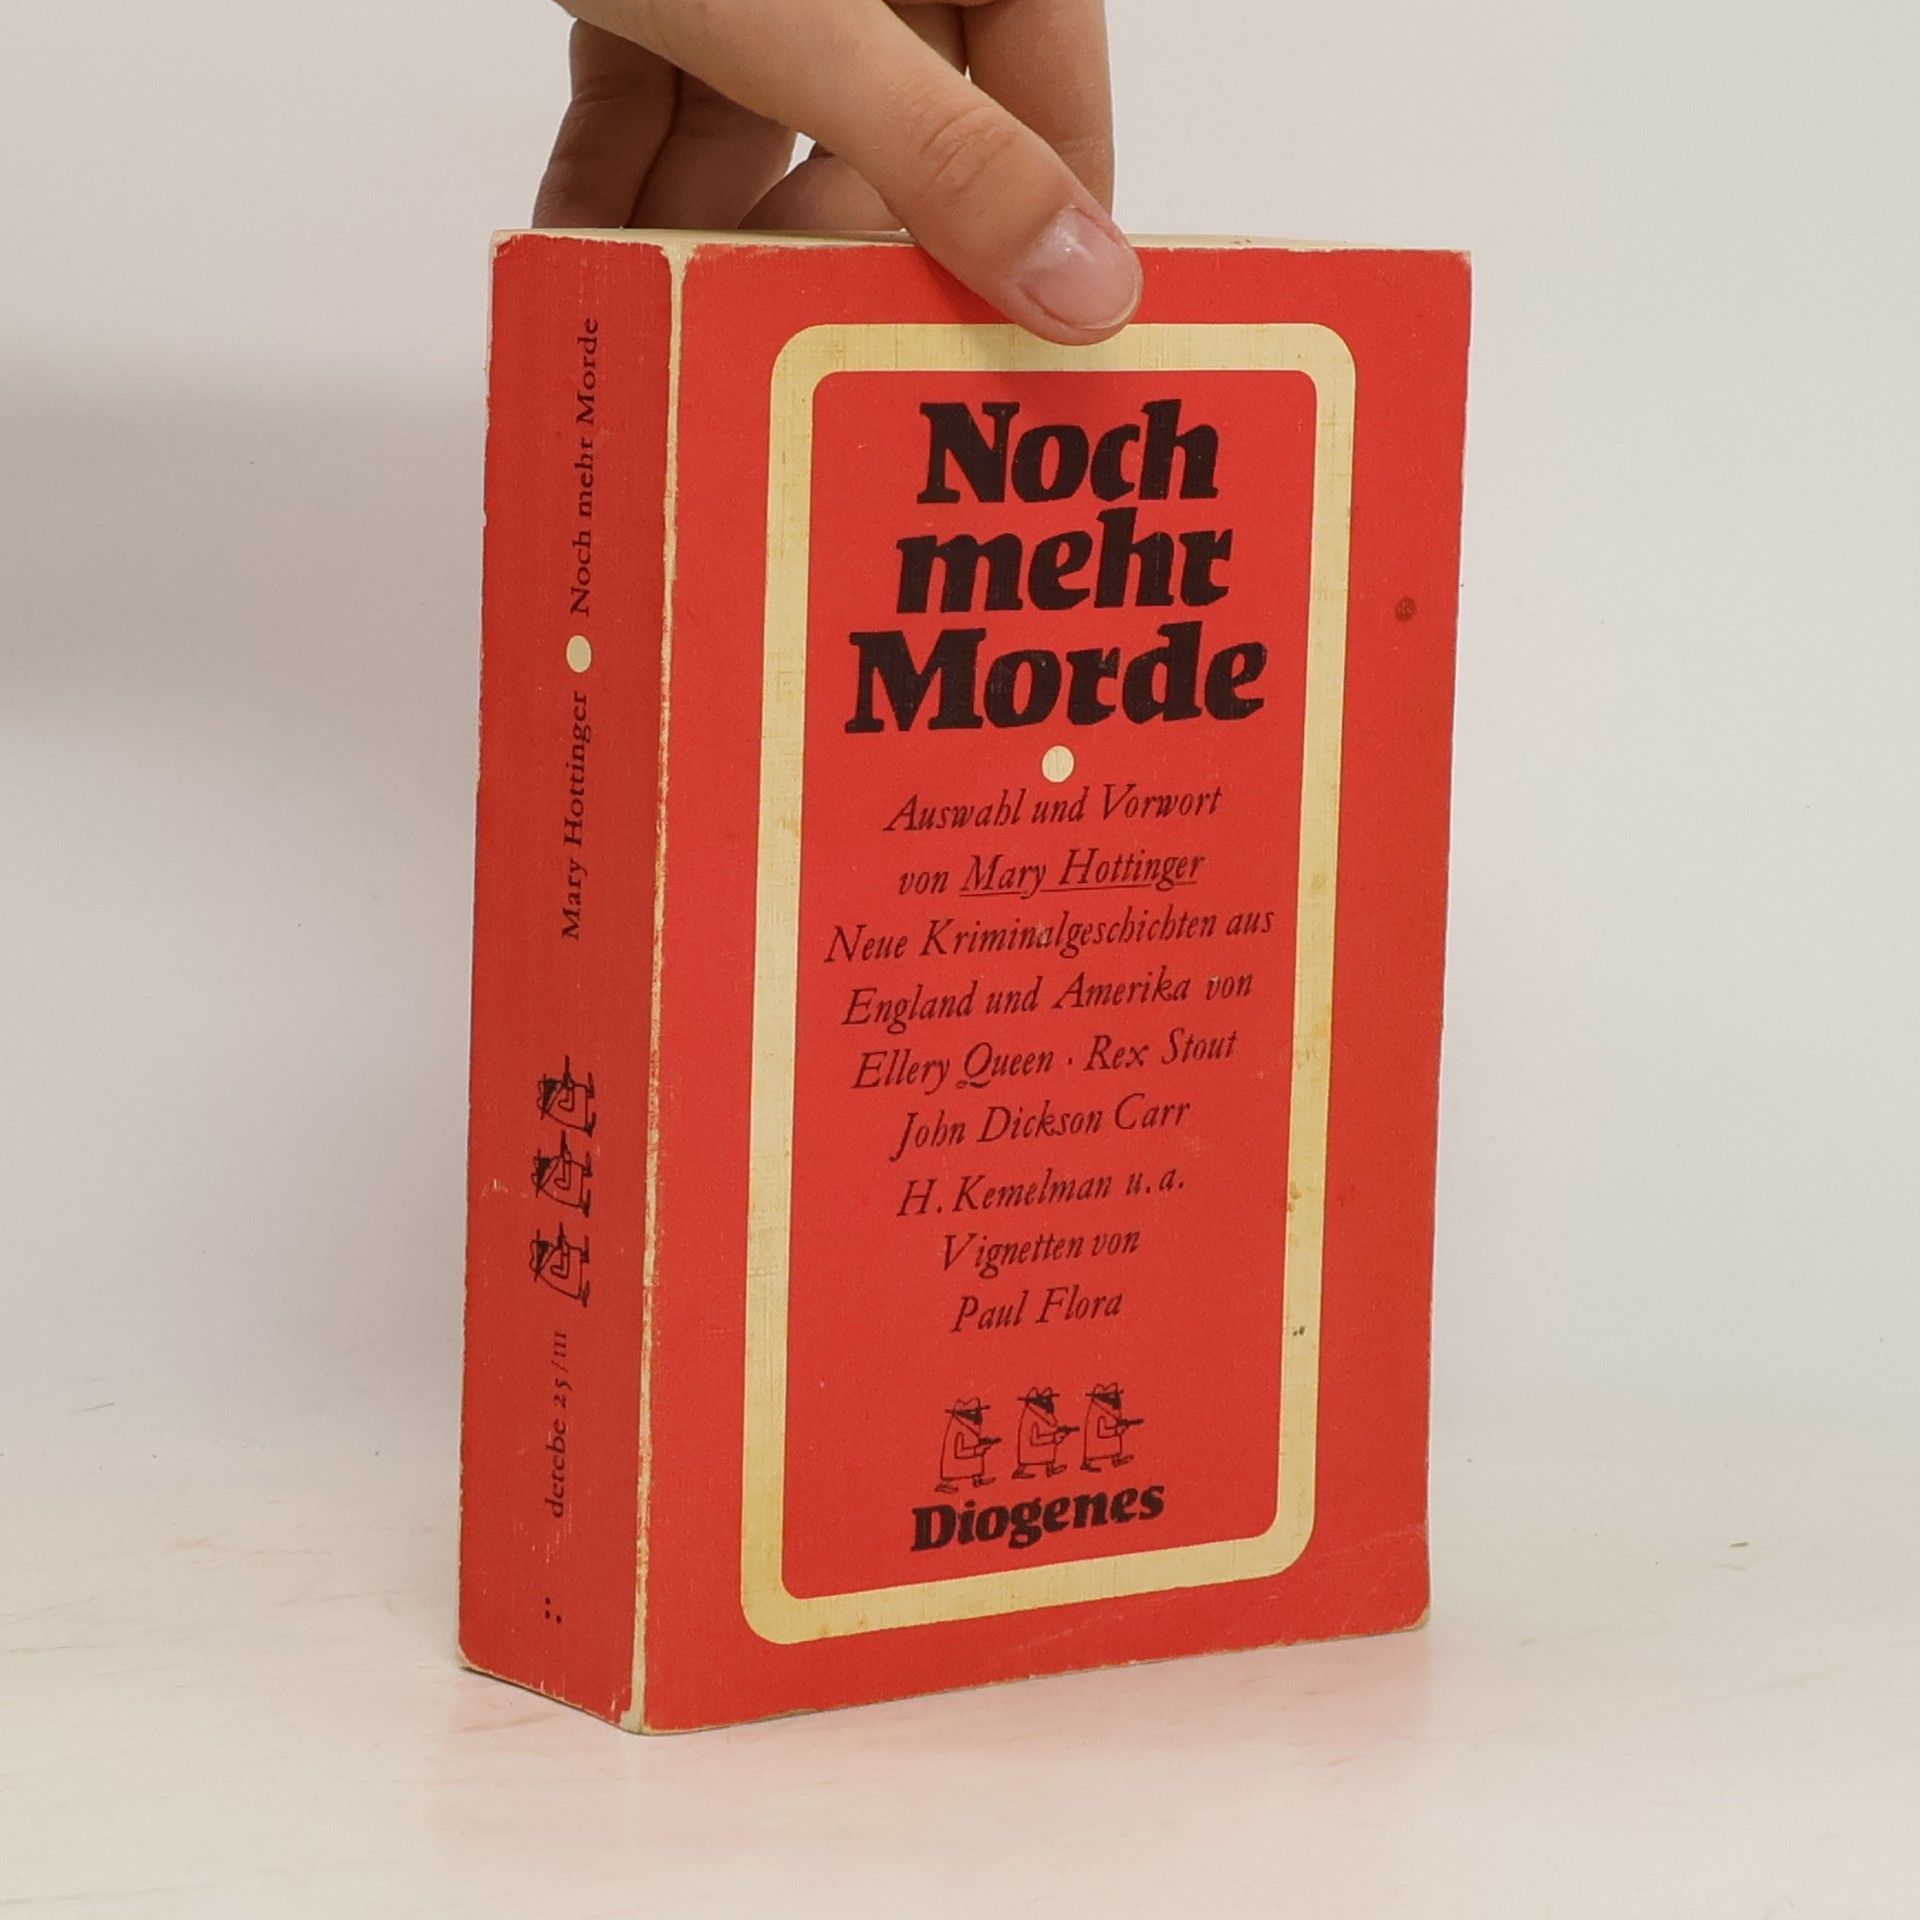 Noch
mehr
Morde
Auswahl und Vorwort
von Mary Hottinger
Neue Kriminalgeschichten aus
England und Amerika von
Ellery Queen · Rex Stout
John Dickson Carr
H. Kemelman u. a.
Vignetten von
Paul Flora
Diogenes
Mary Hottinger ● Noch mehr Morde
detebe 25/III